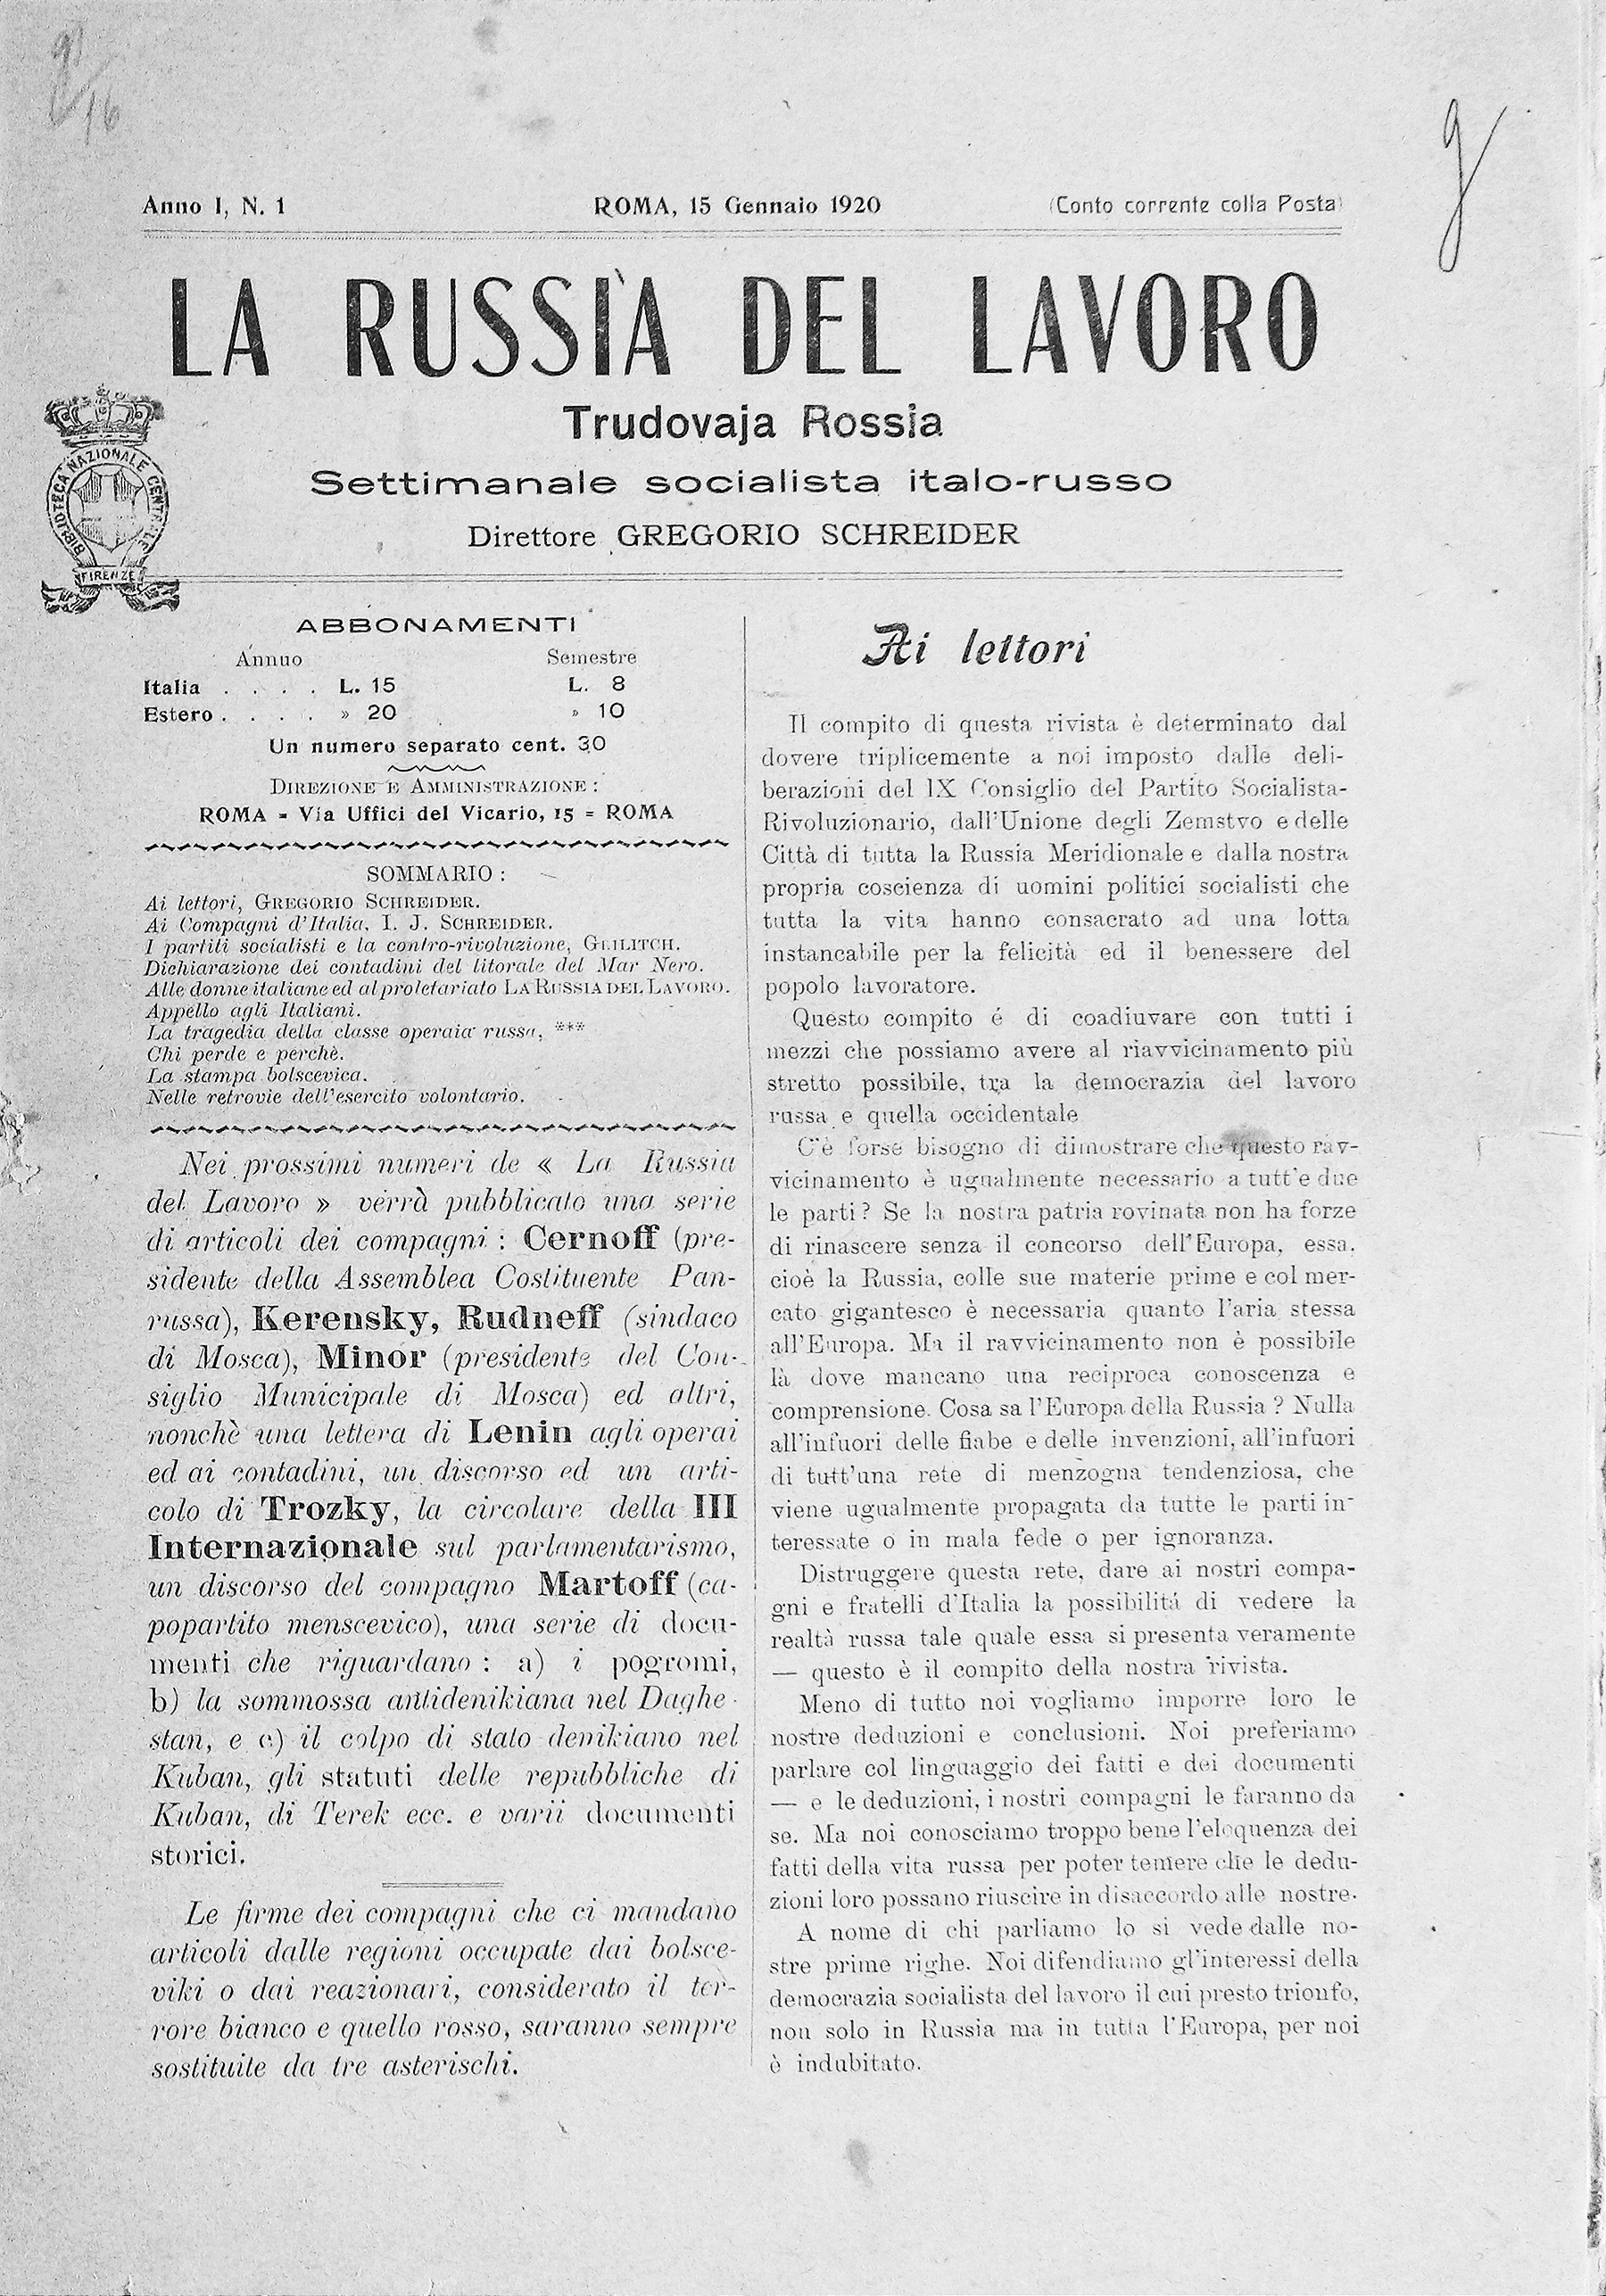 Anno I, N. 1
ROMA, 15 Gennaio 1920
(Conto corrente colla Posta)
LA RUSSIA DEL LAVORO
Trudovaja Rossia
Settimanale socialista italo-russo
Direttore GREGORIO SCHREIDER
BIBLIOTECA NAZIONALE CENTRALE
FIRENZE
ABBONAMENTI
Annuo Semestre
Italia . . . . L. 15 L. 8
Estero . . . . » 20 » 10
Un numero separato cent. 30
DIREZIONE E AMMINISTRAZIONE :
ROMA - Via Uffici del Vicario, 15 = ROMA
SOMMARIO :
Ai lettori, GREGORIO SCHREIDER.
Ai Compagni d'Italia, I. J. SCHREIDER.
I partiti socialisti e la contro-rivoluzione,
Dichiarazione dei contadini del litorale del Mar Nero.
Alle donne italiane ed al proletariato LA RUSSIA DEL LAVORO.
Appello agli Italiani.
La tragedia della classe operaia russa, ***
Chi perde e perchè.
La stampa bolscevica.
Nelle retrovie dell'esercito volontario.
Nei prossimi numeri de « La Russia
del Lavoro » verrà pubblicato una serie
di articoli dei compagni : Cernoff (pre-
sidente della Assemblea Costituente Pan-
russa), Kerensky, Rudneff (sindaco
di Mosca), Minor (presidente del Con-
siglio Municipale di Mosca) ed altri,
nonchè una lettera di Lenin agli operai
ed ai contadini, un discorso ed un arti-
colo di Trozky, la circolare della III
Internazionale sul parlamentarismo,
un discorso del compagno Martoff (ca-
popartito menscevico), una serie di docu-
menti che riguardano : a) i pogromi,
b) la sommossa antidenikiana nel Daghe-
stan, e c) il colpo di stato denikiano nel
Kuban, gli statuti delle repubbliche di
Kuban, di Terek ecc. e varii documenti
storici.
Le firme dei compagni che ci mandano
articoli dalle regioni occupate dai bolsce-
viki o dai reazionari, considerato il ter-
rore bianco e quello rosso, saranno sempre
sostituite da tre asterischi.
Ai lettori
Il compito di questa rivista è determinato dal
dovere triplicemente a noi imposto dalle deli-
berazioni del IX Consiglio del Partito Socialista-
Rivoluzionario, dall'Unione degli Zemstvo e delle
Città di tutta la Russia Meridionale e dalla nostra
propria coscienza di uomini politici socialisti che
tutta la vita hanno consacrato ad una lotta
instancabile per la felicità ed il benessere del
popolo lavoratore.
Questo compito é di coadiuvare con tutti i
mezzi che possiamo avere al riavvicinamento più
stretto possibile, tra la democrazia del lavoro
russa e quella occidentale
C'è forse bisogno di dimostrare che questo rav-
vicinamento è ugualmente necessario a tutt'e due
le parti ? Se la nostra patria rovinata non ha forze
di rinascere senza il concorso dell'Europa, essa,
cioè la Russia, colle sue materie prime e col mer-
cato gigantesco è necessaria quanto l'aria stessa
all'Europa. Ma il ravvicinamento non è possibile
là dove mancano una reciproca conoscenza e
comprensione. Cosa sa l'Europa della Russia ? Nulla
all'infuori delle fiabe e delle invenzioni, all'infuori
di tutt'una rete di menzogna tendenziosa, che
viene ugualmente propagata da tutte le parti in-
teressate o in mala fede o per ignoranza.
Distruggere questa rete, dare ai nostri compa-
gni e fratelli d'Italia la possibilitá di vedere la
realtà russa tale quale essa si presenta veramente
— questo è il compito della nostra rivista.
Meno di tutto noi vogliamo imporre loro le
nostre deduzioni e conclusioni. Noi preferiamo
parlare col linguaggio dei fatti e dei documenti
— e le deduzioni, i nostri compagni le faranno da
se. Ma noi conosciamo troppo bene l'eloquenza dei
fatti della vita russa per poter temere che le dedu-
zioni loro possano riuscire in disaccordo alle nostre.
A nome di chi parliamo lo si vede dalle no-
stre prime righe. Noi difendiamo gl'interessi della
democrazia socialista del lavoro il cui presto trionfo,
non solo in Russia ma in tutta l'Europa, per noi
è indubitato.